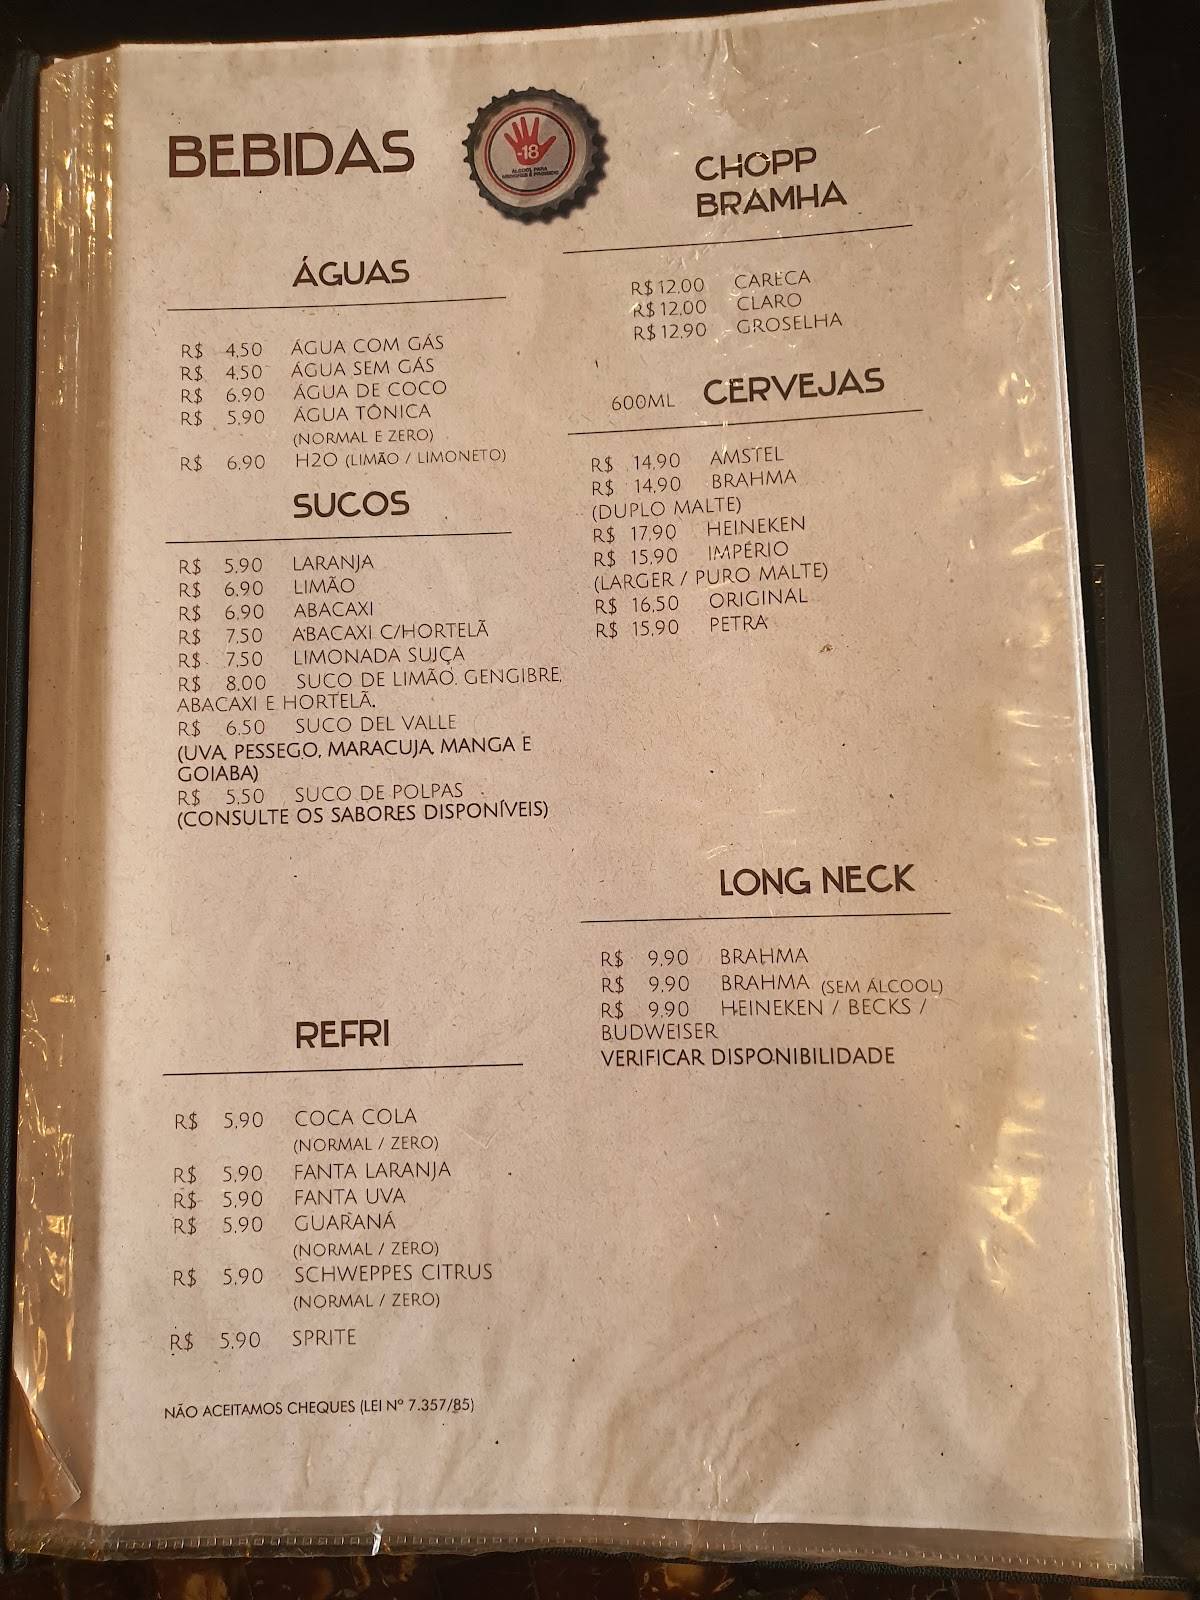 BEBIDAS
-18
ÁLCOOL PARA
MENORES É PROIBIDO
ÁGUAS
R$ 4,50 ÁGUA COM GÁS
R$ 4,50 ÁGUA SEM GÁS
R$ 6,90 ÁGUA DE COCO
R$ 5,90 ÁGUA TÔNICA
(NORMAL E ZERO)
R$ 6,90 H2O (LIMÃO / LIMONETO)
SUCOS
R$ 5,90 LARANJA
R$ 6,90 LIMÃO
R$ 6,90 ABACAXI
R$ 7,50 ABACAXI C/HORTELÃ
R$ 7,50 LIMONADA SUIÇA
R$ 8,00 SUCO DE LIMÃO, GENGIBRE,
ABACAXI E HORTELÃ.
R$ 6,50 SUCO DEL VALLE
(UVA, PESSEGO, MARACUJA, MANGA E
GOIABA)
R$ 5,50 SUCO DE POLPAS
(CONSULTE OS SABORES DISPONÍVEIS)
REFRI
R$ 5,90 COCA COLA
(NORMAL / ZERO)
R$ 5,90 FANTA LARANJA
R$ 5,90 FANTA UVA
R$ 5,90 GUARANÁ
(NORMAL / ZERO)
R$ 5,90 SCHWEPPES CITRUS
(NORMAL / ZERO)
R$ 5,90 SPRITE
NÃO ACEITAMOS CHEQUES (LEI Nº 7.357/85)
CHOPP
BRAMHA
R$ 12,00 CARECA
R$ 12,00 CLARO
R$ 12,90 GROSELHA
600ML CERVEJAS
R$ 14,90 AMSTEL
R$ 14,90 BRAHMA
(DUPLO MALTE)
R$ 17,90 HEINEKEN
R$ 15,90 IMPÉRIO
(LARGER / PURO MALTE)
R$ 16,50 ORIGINAL
R$ 15,90 PETRA
LONG NECK
R$ 9,90 BRAHMA
R$ 9,90 BRAHMA (SEM ÁLCOOL)
R$ 9,90 HEINEKEN / BECKS /
BUDWEISER
VERIFICAR DISPONIBILIDADE